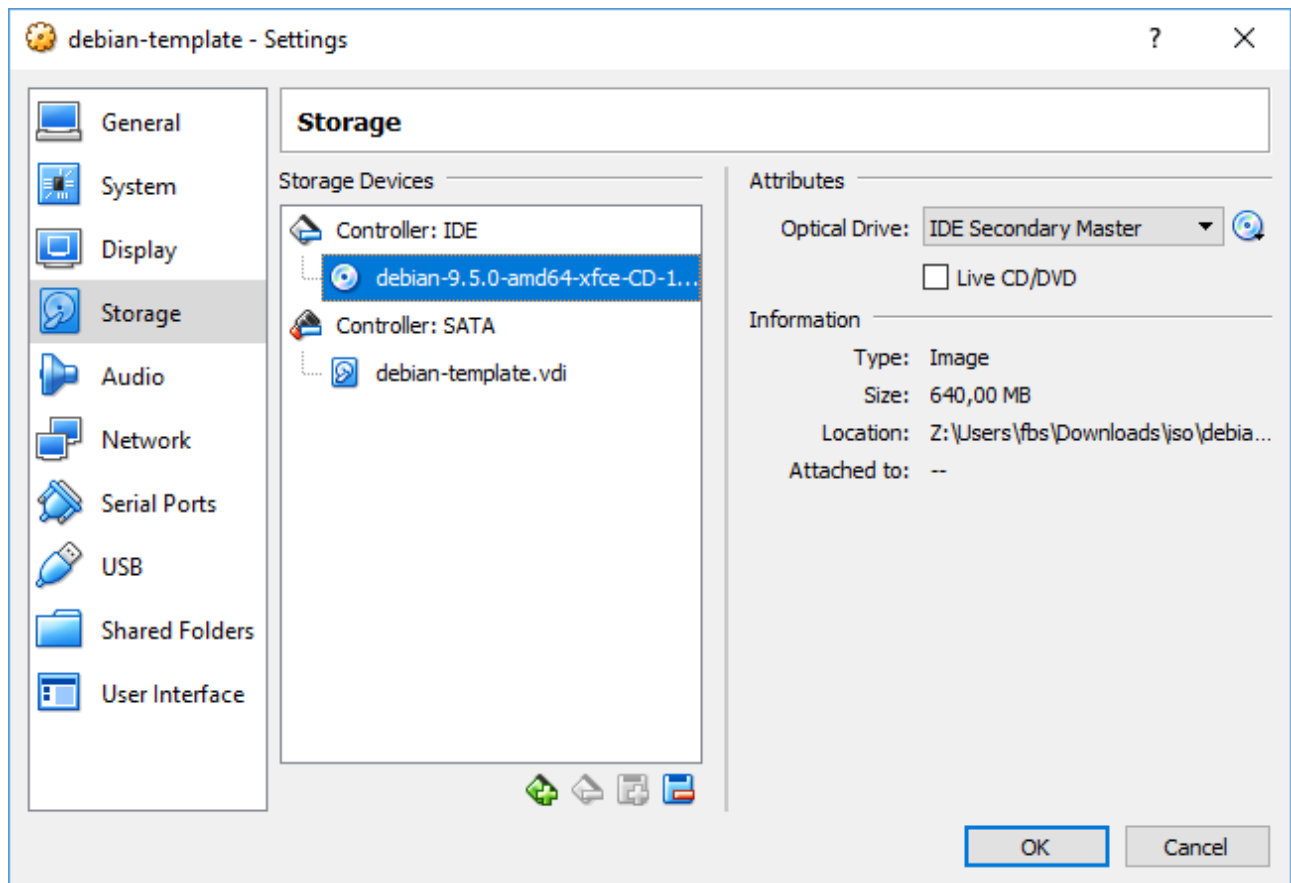 debian-template - Settings
?
General
System
Display
Storage
Audio
Network
Serial Ports
USB
Shared Folders
User Interface
Storage
Storage Devices
Controller: IDE
debian-9.5.0-amd64-xfce-CD-1...
Controller: SATA
debian-template.vdi
Attributes
Optical Drive: IDE Secondary Master
Live CD/DVD
Information
Type: Image
Size: 640,00 MB
Location: Z:\Users\fbs\Downloads\iso\debia...
Attached to: --
OK
Cancel